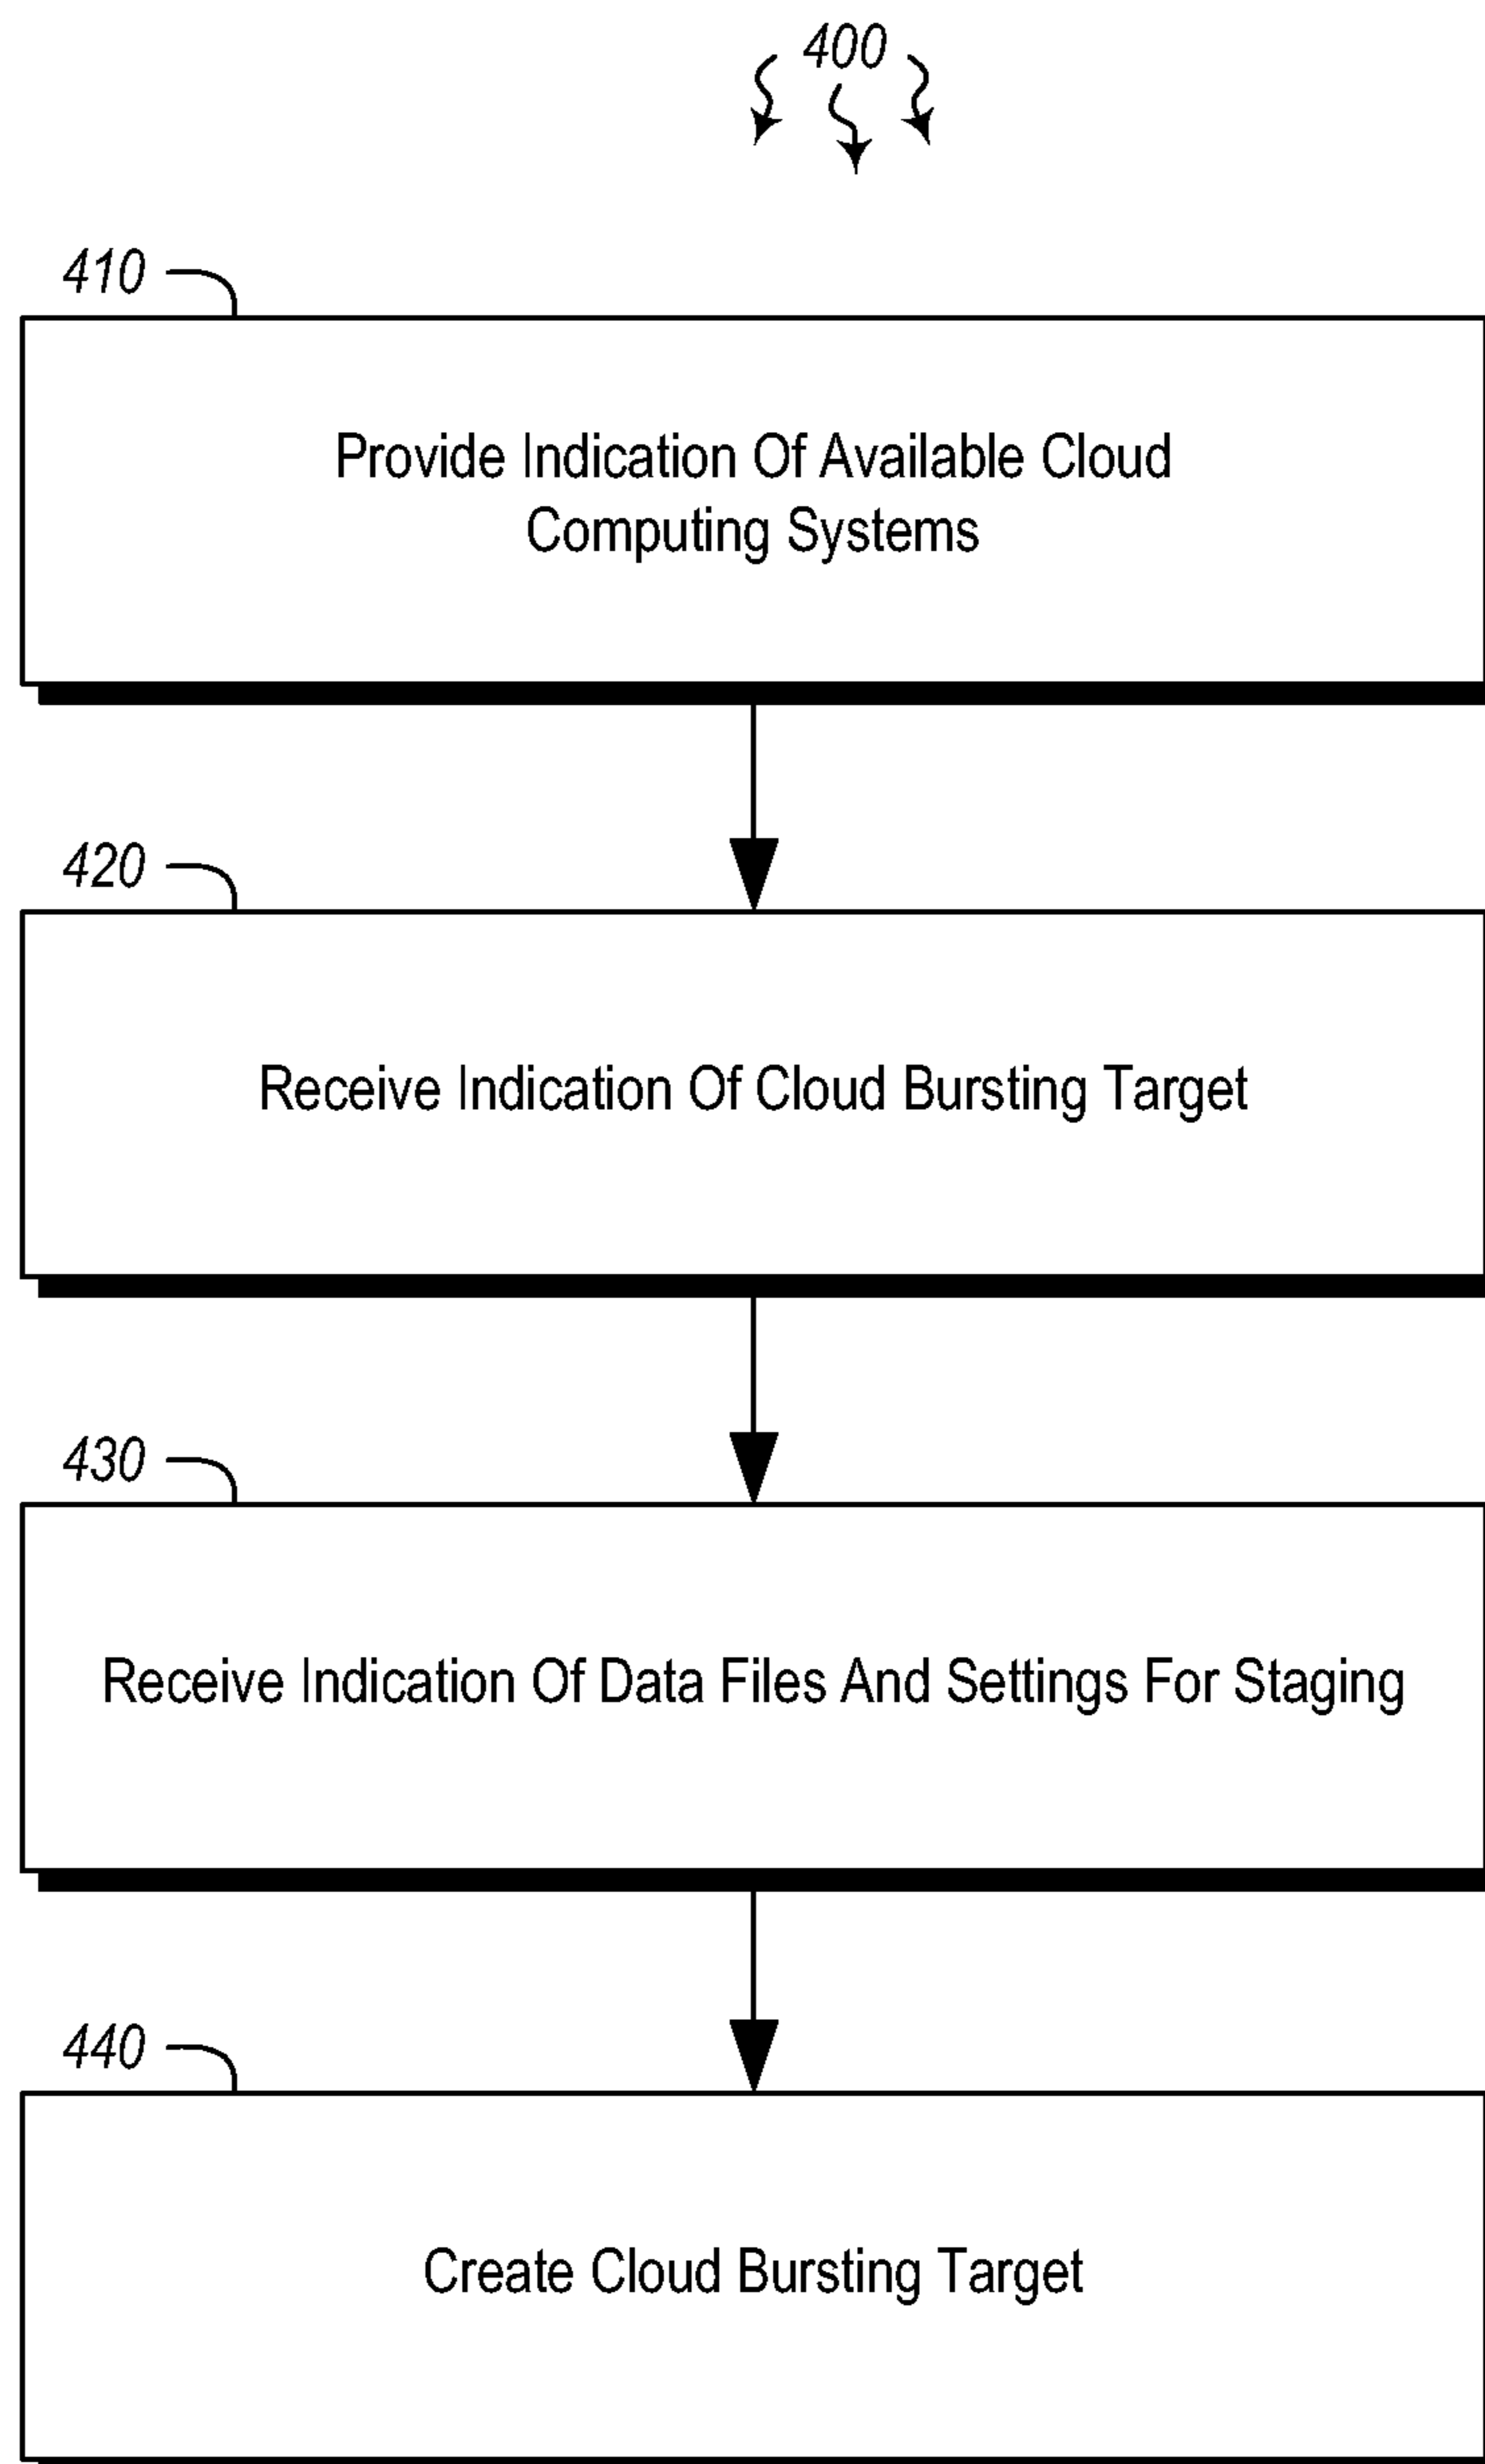 400
410
Provide Indication Of Available Cloud
Computing Systems
420
Receive Indication Of Cloud Bursting Target
430
Receive Indication Of Data Files And Settings For Staging
440
Create Cloud Bursting Target